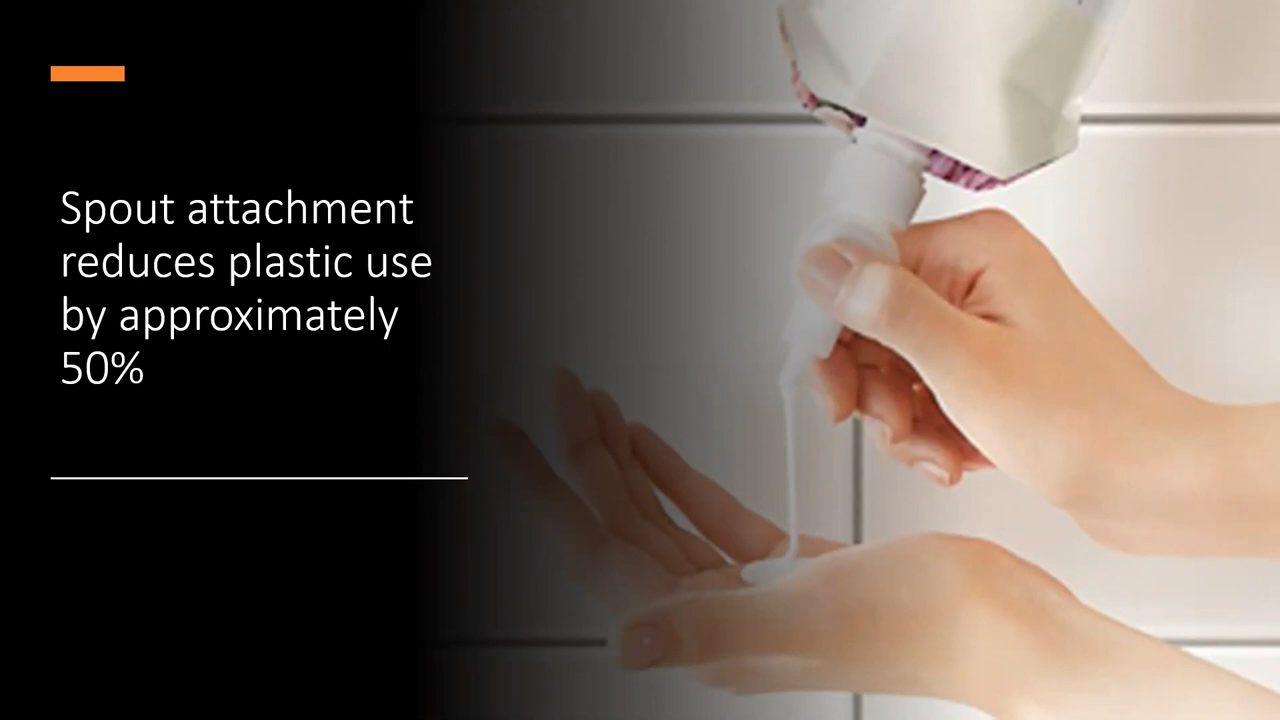 Spout attachment
reduces plastic use
by approximately
50%